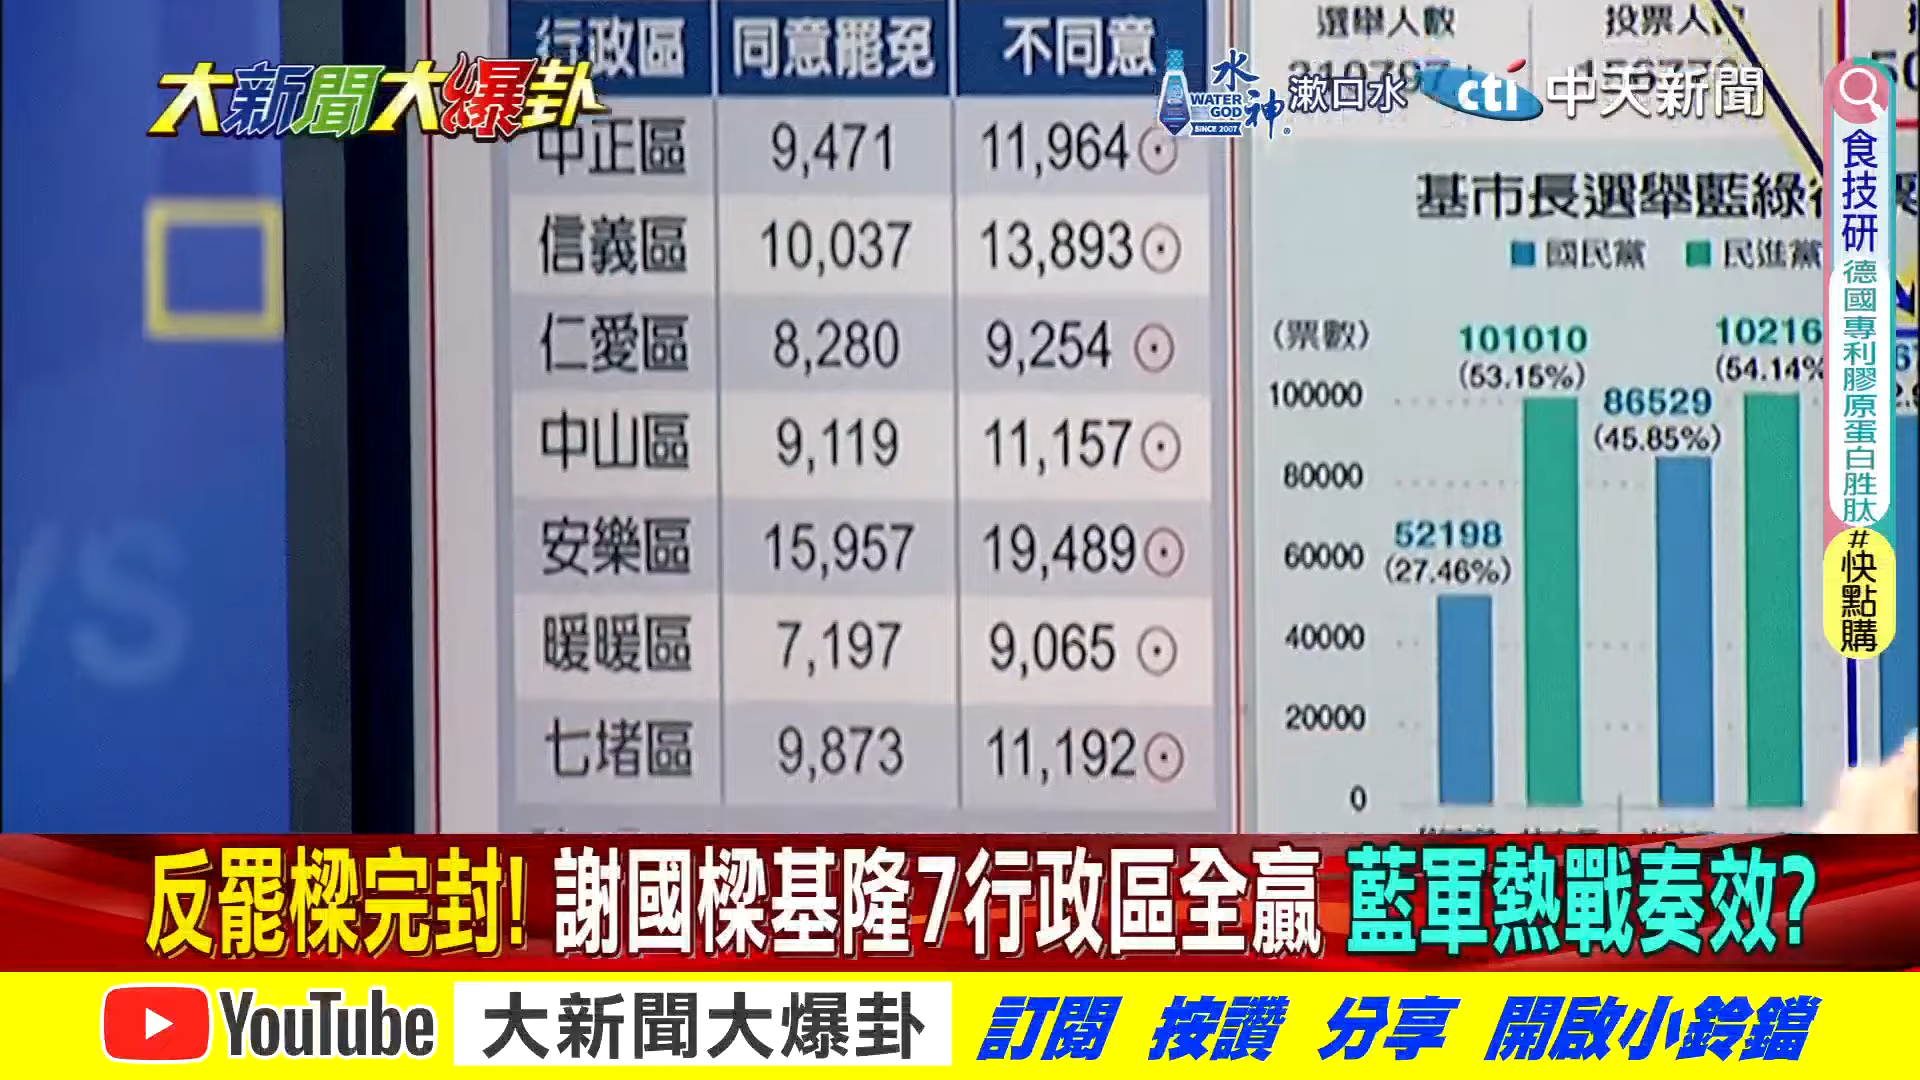 行政區 同意罷免 不同意
中正區 9,471 11,964
信義區 10,037 13,893
仁愛區 8,280 9,254
中山區 9,119 11,157
安樂區 15,957 19,489
暖暖區 7,197 9,065
七堵區 9,873 11,192
大新聞大爆卦
選舉人數
投票人
水神
WATER GOD
SINCE 2007
漱口水
cti 中天新聞
基市長選舉藍綠
國民黨 民進黨
(票數)
100000
80000
60000
40000
20000
0
52198
(27.46%)
101010
(53.15%)
86529
(45.85%)
10216
(54.14%
食技研
德國專利膠原蛋白胜肽
#快點購
反罷樑完封! 謝國樑基隆7行政區全贏 藍軍熱戰奏效?
YouTube 大新聞大爆卦 訂閱 按讚 分享 開啟小鈴鐺